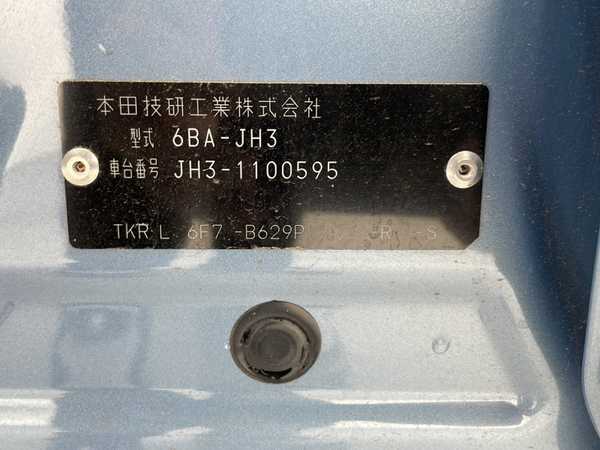 本田技研工業株式会社
型式 6BA-JH3
車台番号 JH3-1100595
TKR L 6F7 -B629P R -S